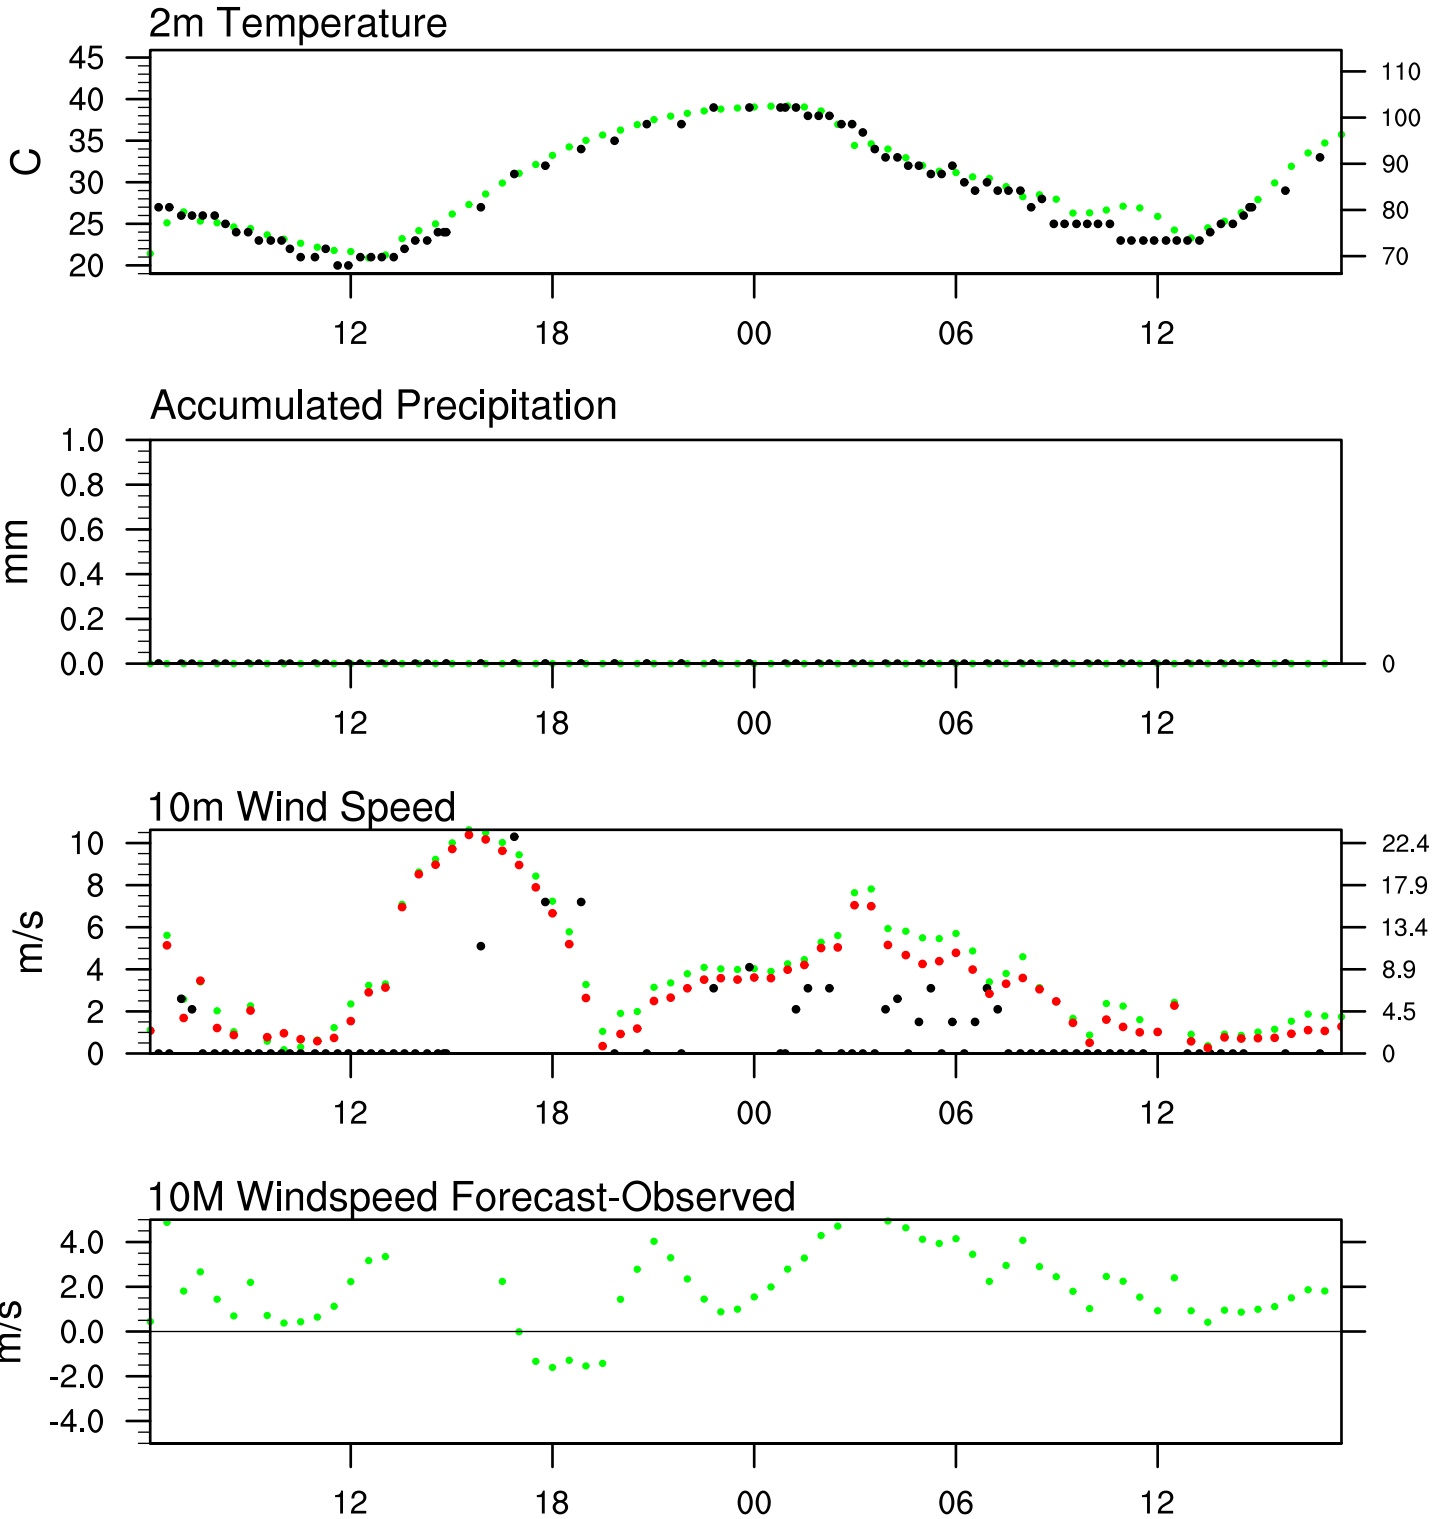 2m Temperature
45
40
35
30
25
20
C
110
100
90
80
70
12 18 00 06 12
Accumulated Precipitation
1.0
0.8
0.6
0.4
0.2
0.0
mm
0
12 18 00 06 12
10m Wind Speed
10
8
6
4
2
0
m/s
22.4
17.9
13.4
8.9
4.5
0
12 18 00 06 12
10M Windspeed Forecast-Observed
4.0
2.0
0.0
-2.0
-4.0
m/s
12 18 00 06 12